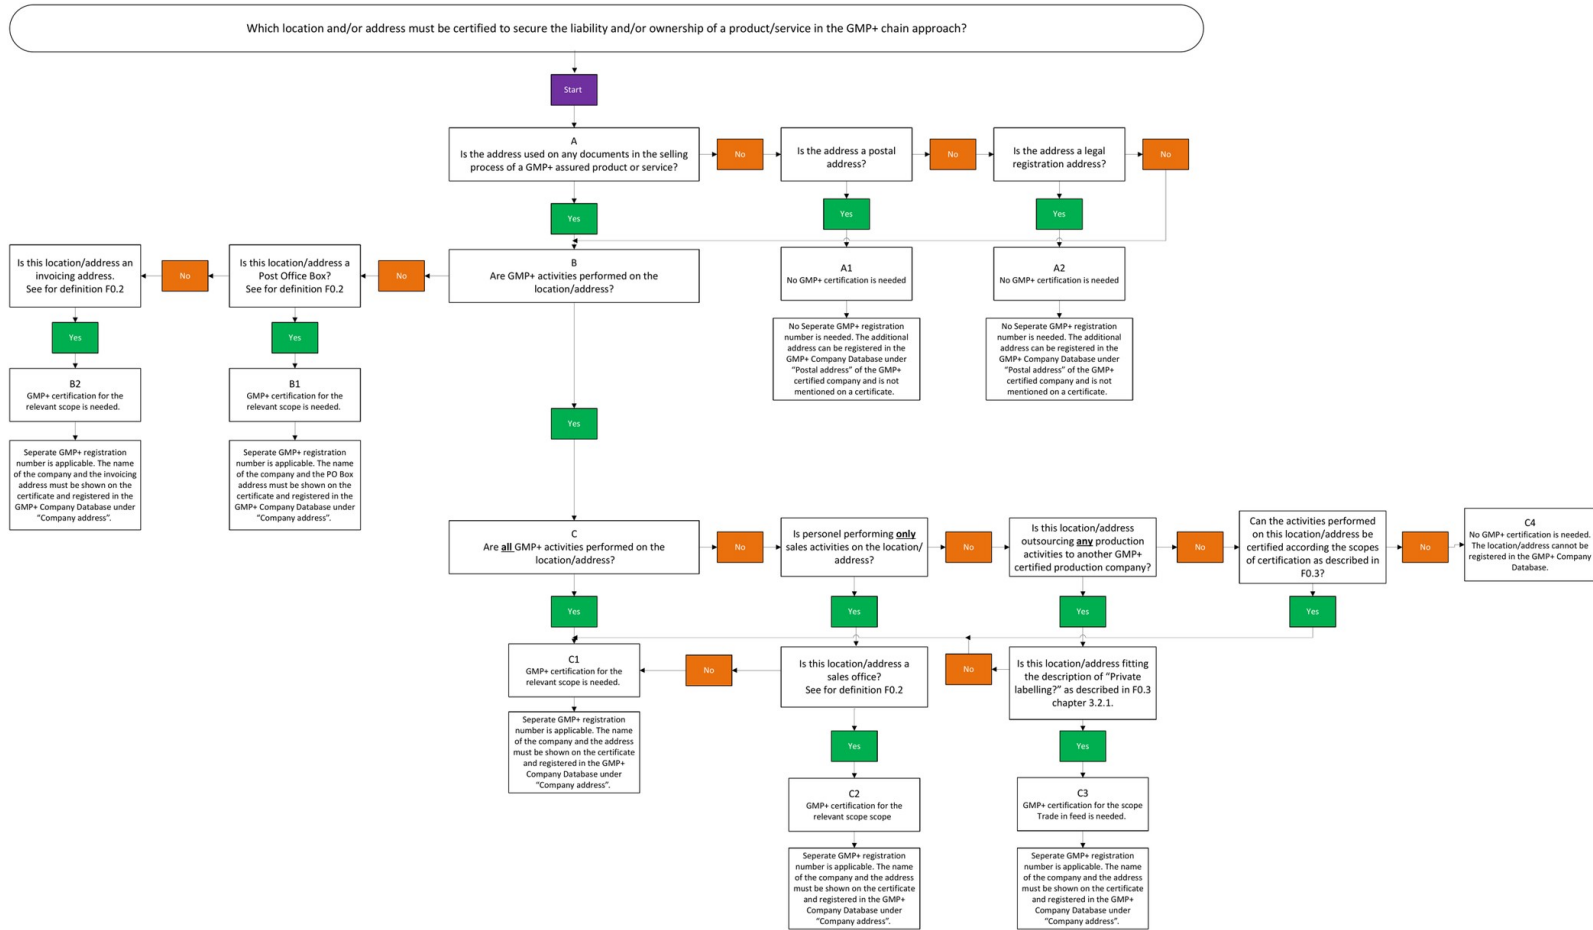 Which location and/or address must be certified to secure the liability and/or ownership of a product/service in the GMP+ chain approach?
Start
A
Is the address used on any documents in the selling
process of a GMP+ assured product or service?
No
Is the address a postal
address?
No
Is the address a legal
registration address?
No
Yes
Yes
Yes
Is this location/address an
invoicing address.
See for definition F0.2
No
Is this location/address a
Post Office Box?
See for definition F0.2
No
B
Are GMP+ activities performed on the
location/address?
A1
No GMP+ certification is needed
A2
No GMP+ certification is needed
Yes
Yes
No Seperate GMP+ registration
number is needed. The additional
address can be registered in the
GMP+ Company Database under
“Postal address” of the GMP+
certified company and is not
mentioned on a certificate.
No Seperate GMP+ registration
number is needed. The additional
address can be registered in the
GMP+ Company Database under
“Postal address” of the GMP+
certified company and is not
mentioned on a certificate.
B2
GMP+ certification for the
relevant scope is needed.
B1
GMP+ certification for the
relevant scope is needed.
Yes
Seperate GMP+ registration
number is applicable. The name
of the company and the invoicing
address must be shown on the
certificate and registered in the
GMP+ Company Database under
“Company address”.
Seperate GMP+ registration
number is applicable. The name
of the company and the PO Box
address must be shown on the
certificate and registered in the
GMP+ Company Database under
“Company address”.
C
Are all GMP+ activities performed on the
location/address?
No
Is personel performing only
sales activities on the location/
address?
No
Is this location/address
outsourcing any production
activities to another GMP+
certified production company?
No
Can the activities performed
on this location/address be
certified according the scopes
of certification as described in
F0.3?
No
C4
No GMP+ certification is needed.
The location/address cannot be
registered in the GMP+ Company
Database.
Yes
Yes
Yes
Yes
C1
GMP+ certification for the
relevant scope is needed.
No
Is this location/address a
sales office?
See for definition F0.2
No
Is this location/address fitting
the description of “Private
labelling?” as described in F0.3
chapter 3.2.1.
Seperate GMP+ registration
number is applicable. The name
of the company and the address
must be shown on the certificate
and registered in the GMP+
Company Database under
“Company address”.
Yes
Yes
C2
GMP+ certification for the
relevant scope scope
C3
GMP+ certification for the scope
Trade in feed is needed.
Seperate GMP+ registration
number is applicable. The name
of the company and the address
must be shown on the certificate
and registered in the GMP+
Company Database under
“Company address”.
Seperate GMP+ registration
number is applicable. The name
of the company and the address
must be shown on the certificate
and registered in the GMP+
Company Database under
“Company address”.